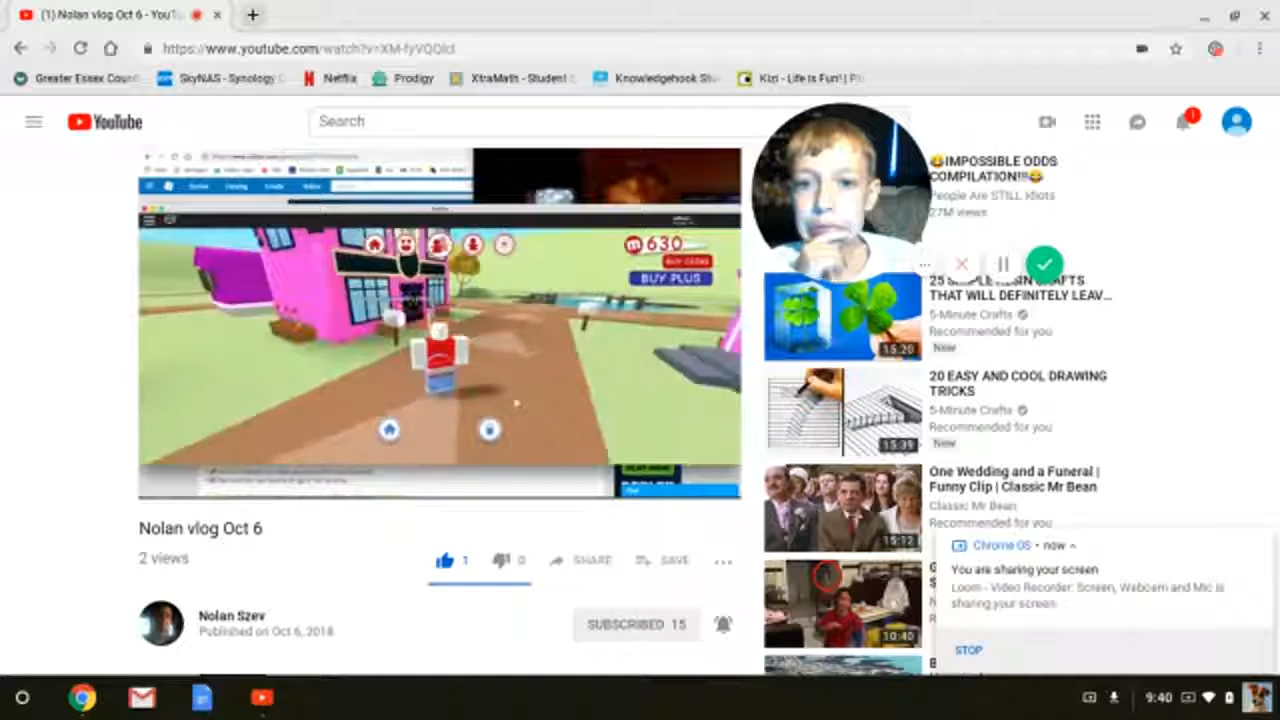 (1) Nolan vlog Oct 6 - YouTu
https://www.youtube.com/watch?v=XM-fyVQQlcI
Greater Essex Coun
SkyNAS - Synology
Netflix
Prodigy
XtraMath - Student
Knowledgehook Stu
Kizi - Life is Fun! | Pl
YouTube
Search
1
😂IMPOSSIBLE ODDS
COMPILATION!!!😂
People Are STILL Idiots
27M views
m 630
BUY PLUS
THAT WILL DEFINITELY LEAV...
5-Minute Crafts
Recommended for you
New
15:20
20 EASY AND COOL DRAWING
TRICKS
5-Minute Crafts
Recommended for you
New
15:39
One Wedding and a Funeral |
Funny Clip | Classic Mr Bean
Classic Mr Bean
Recommended for you
15:12
10:40
Nolan vlog Oct 6
2 views
1
0
SHARE
SAVE
Nolan Szev
Published on Oct 6, 2018
SUBSCRIBED 15
Chrome OS • now
You are sharing your screen
Loom - Video Recorder: Screen, Webcam and Mic is
sharing your screen.
STOP
9:40